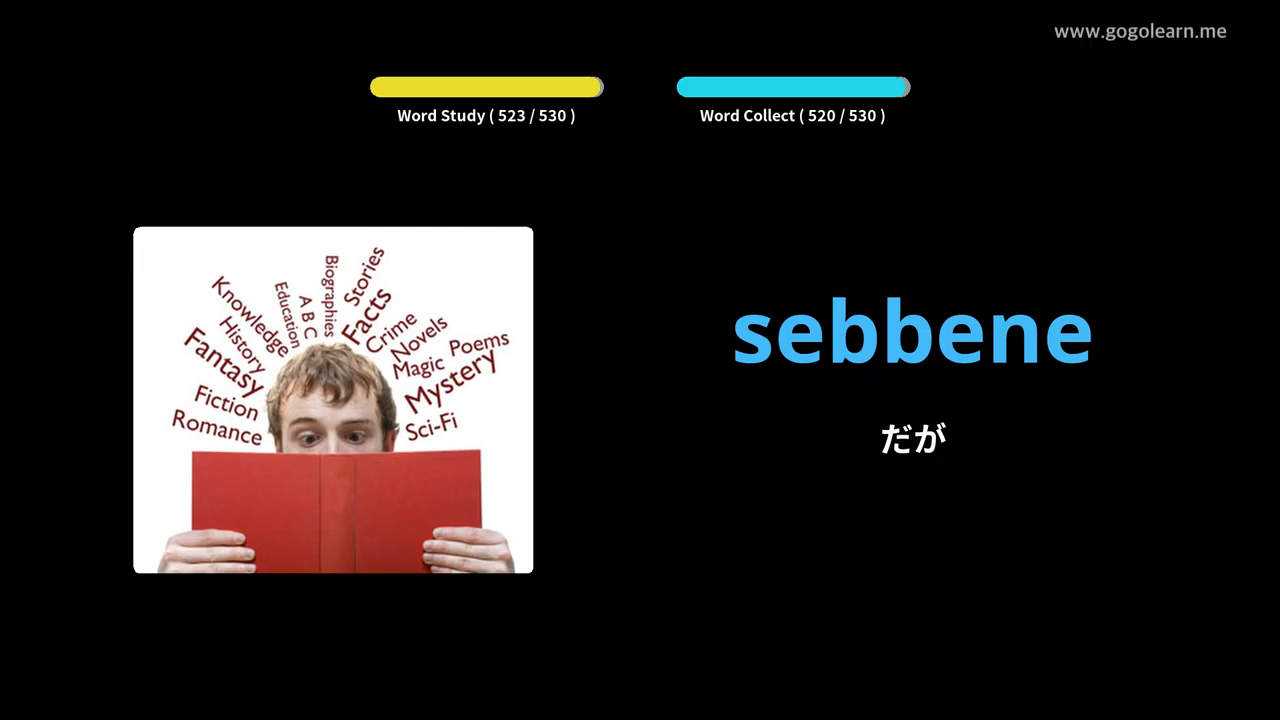 www.gogolearn.me
Word Study ( 523 / 530 )
Word Collect ( 520 / 530 )
Biographies
Stories
Education
A B C
Facts
Knowledge
Crime
History
Novels
Poems
Fantasy
Magic
Mystery
Fiction
Sci-Fi
Romance
sebbene
だが